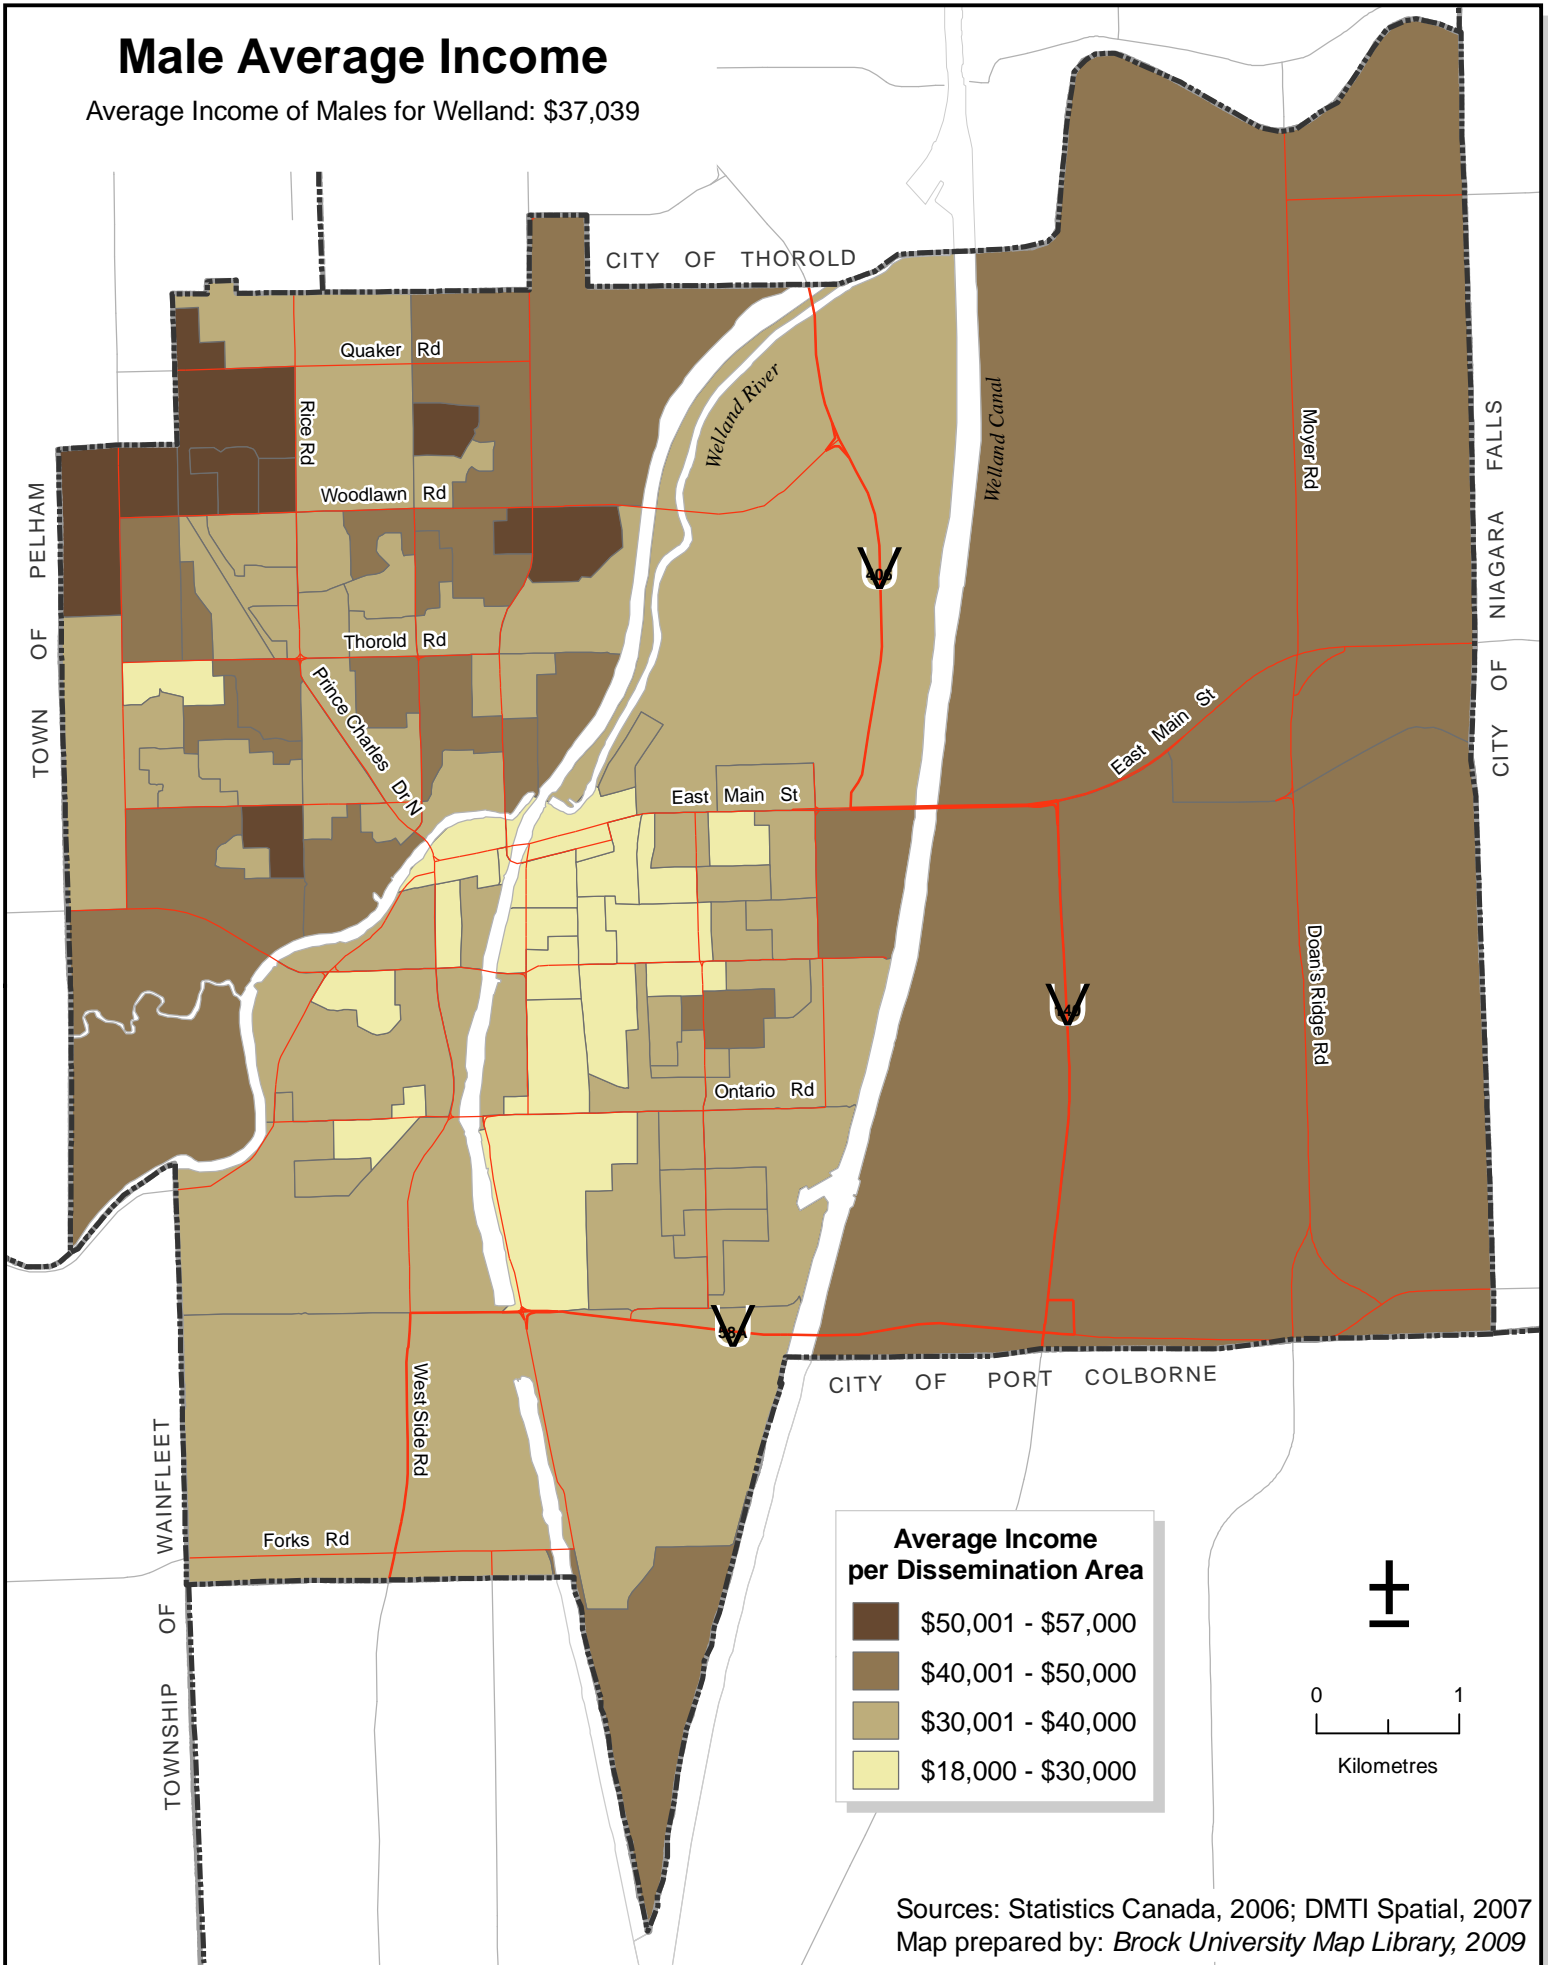 Male Average Income
Average Income of Males for Welland: $37,039
CITY OF THOROLD
Quaker Rd
Rice Rd
Woodlawn Rd
Welland River
Welland Canal
Moyer Rd
CITY OF NIAGARA FALLS
TOWN OF PELHAM
406
Thorold Rd
Prince Charles Dr N
East Main St
East Main St
Doan's Ridge Rd
140
Ontario Rd
58A
CITY OF PORT COLBORNE
West Side Rd
TOWNSHIP OF WAINFLEET
Forks Rd
Average Income
per Dissemination Area
$50,001 - $57,000
$40,001 - $50,000
$30,001 - $40,000
$18,000 - $30,000
0 1
Kilometres
Sources: Statistics Canada, 2006; DMTI Spatial, 2007
Map prepared by: Brock University Map Library, 2009